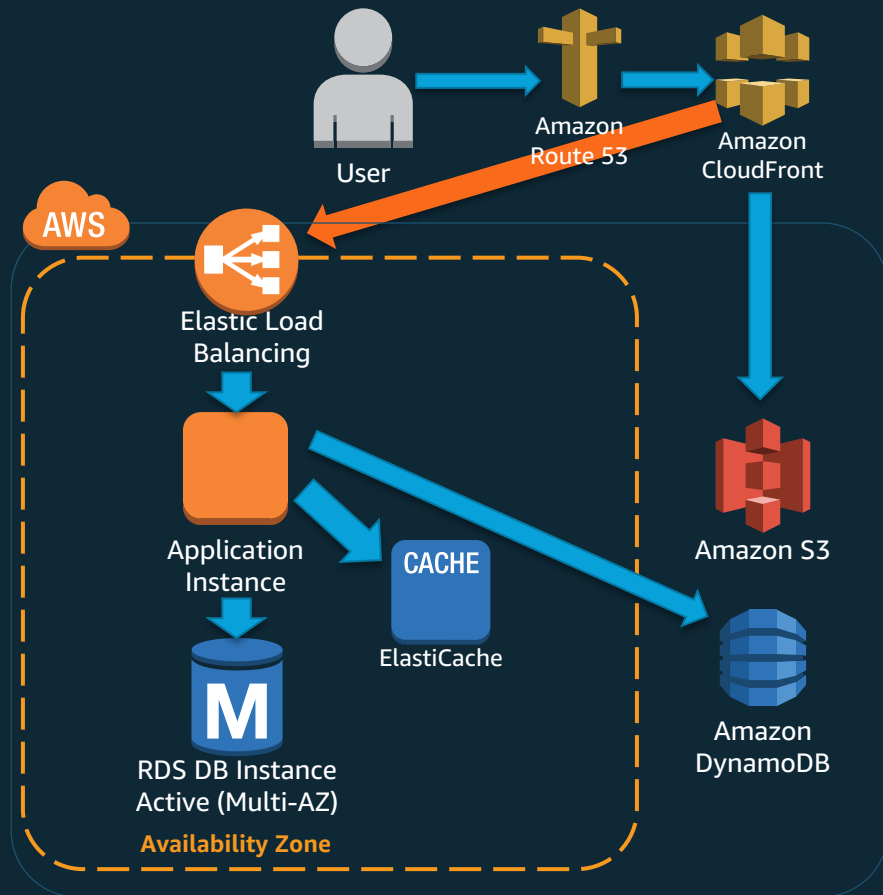 Amazon
Route 53
Amazon
CloudFront
User
AWS
Elastic Load
Balancing
Application
Instance
CACHE
ElastiCache
Amazon S3
M
RDS DB Instance
Active (Multi-AZ)
Amazon
DynamoDB
Availability Zone